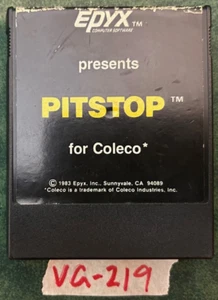 EPYX
COMPUTER SOFTWARE
presents
PITSTOP™
for Coleco*
© 1983 Epyx, Inc., Sunnyvale, CA 94089
*Coleco is a trademark of Coleco Industries, Inc.
VG-219